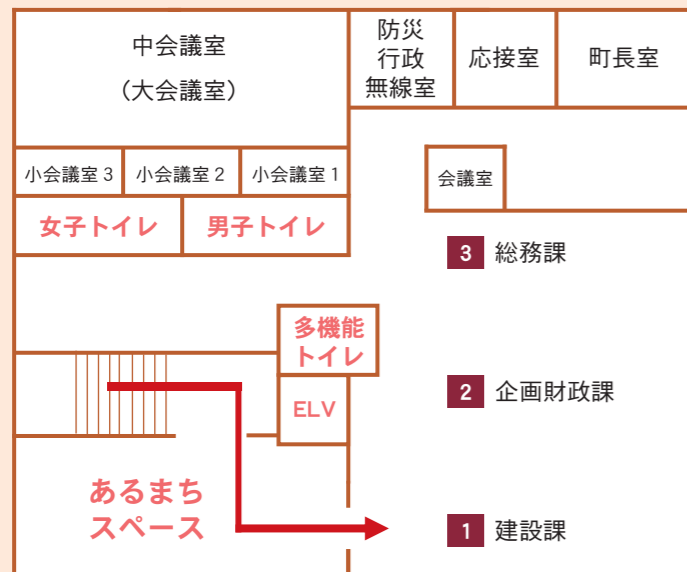 中会議室
（大会議室）
防災
行政
無線室
応接室
町長室
小会議室3
小会議室2
小会議室1
会議室
女子トイレ
男子トイレ
3 総務課
多機能
トイレ
ELV
2 企画財政課
あるまち
スペース
1 建設課